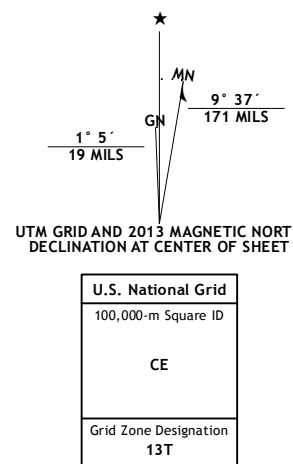 ★
MN
GN
9° 37´
171 MILS
1° 5´
19 MILS
UTM GRID AND 2013 MAGNETIC NORT
DECLINATION AT CENTER OF SHEET
U.S. National Grid
100,000-m Square ID
CE
Grid Zone Designation
13T